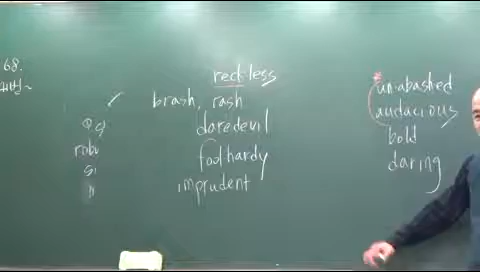 68.
reckless
brash, rash
daredevil
foolhardy
imprudent
unabashed
audacious
bold
daring